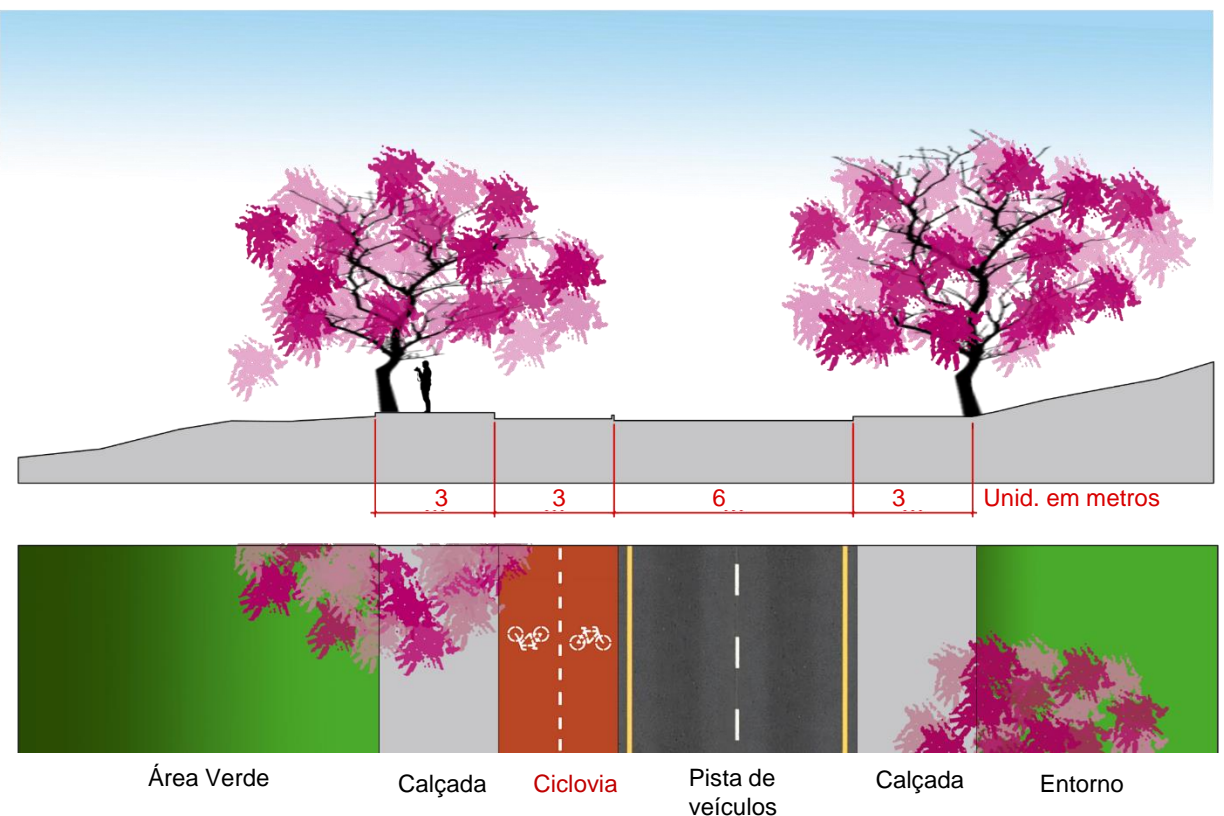 3 3 6 3 Unid. em metros
Área Verde Calçada Ciclovia Pista de veículos Calçada Entorno